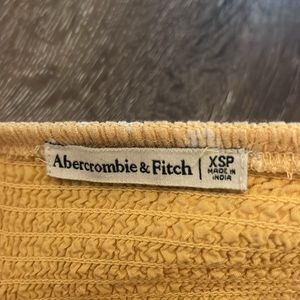 Abercrombie & Fitch
XSP
MADE IN
INDIA